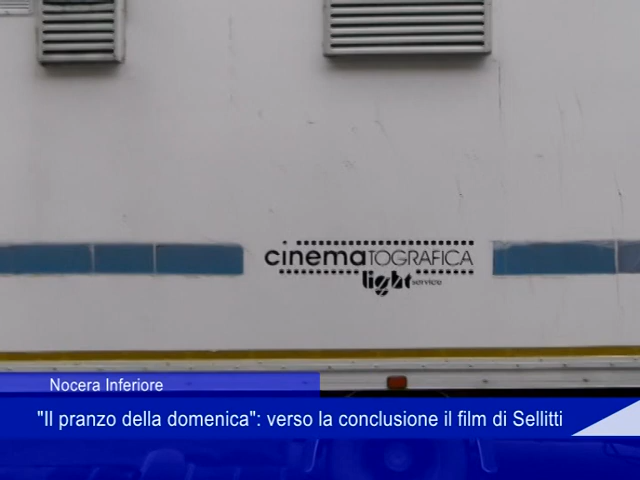 cinemaTOGRAFICA
light service
Nocera Inferiore
"Il pranzo della domenica": verso la conclusione il film di Sellitti